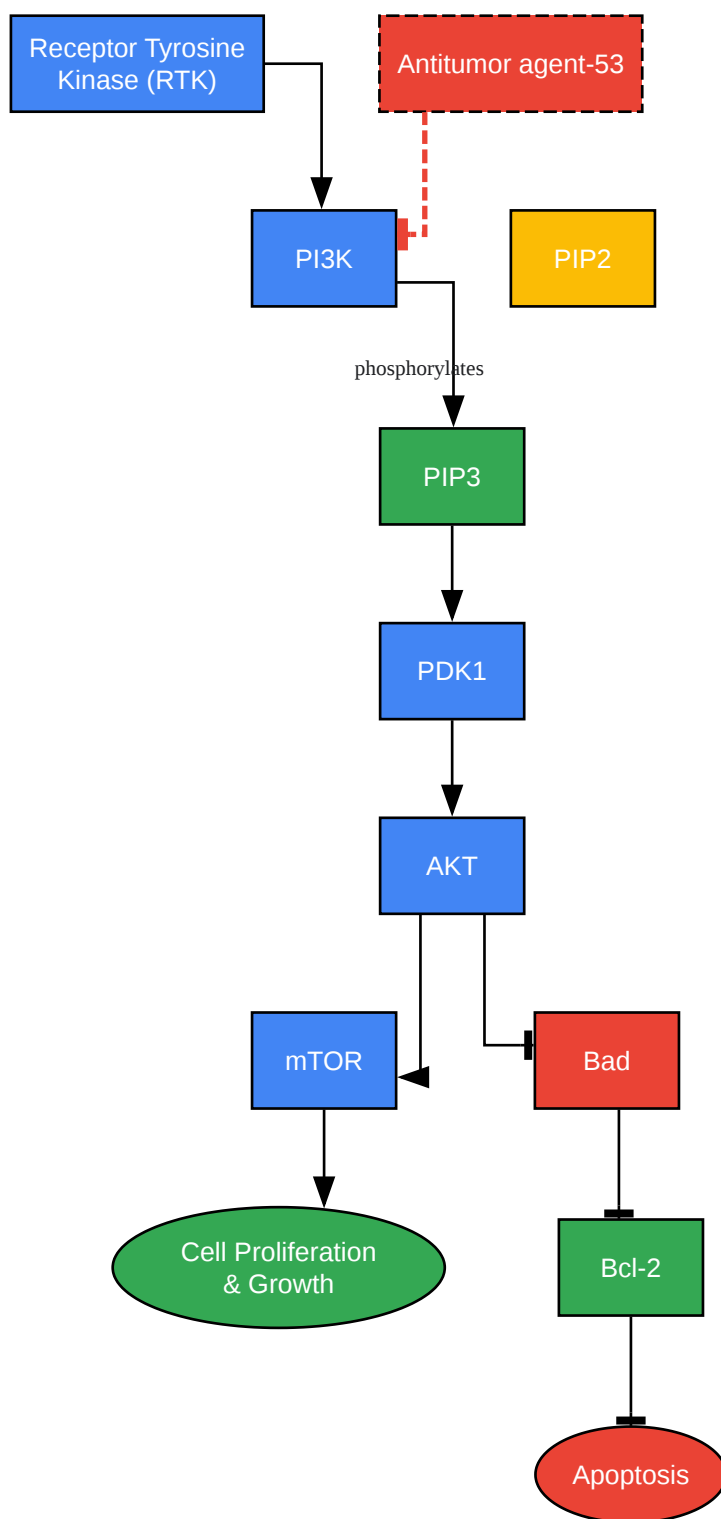 Receptor Tyrosine
Kinase (RTK)
Antitumor agent-53
PI3K
PIP2
phosphorylates
PIP3
PDK1
AKT
mTOR
Bad
Cell Proliferation
& Growth
Bcl-2
Apoptosis